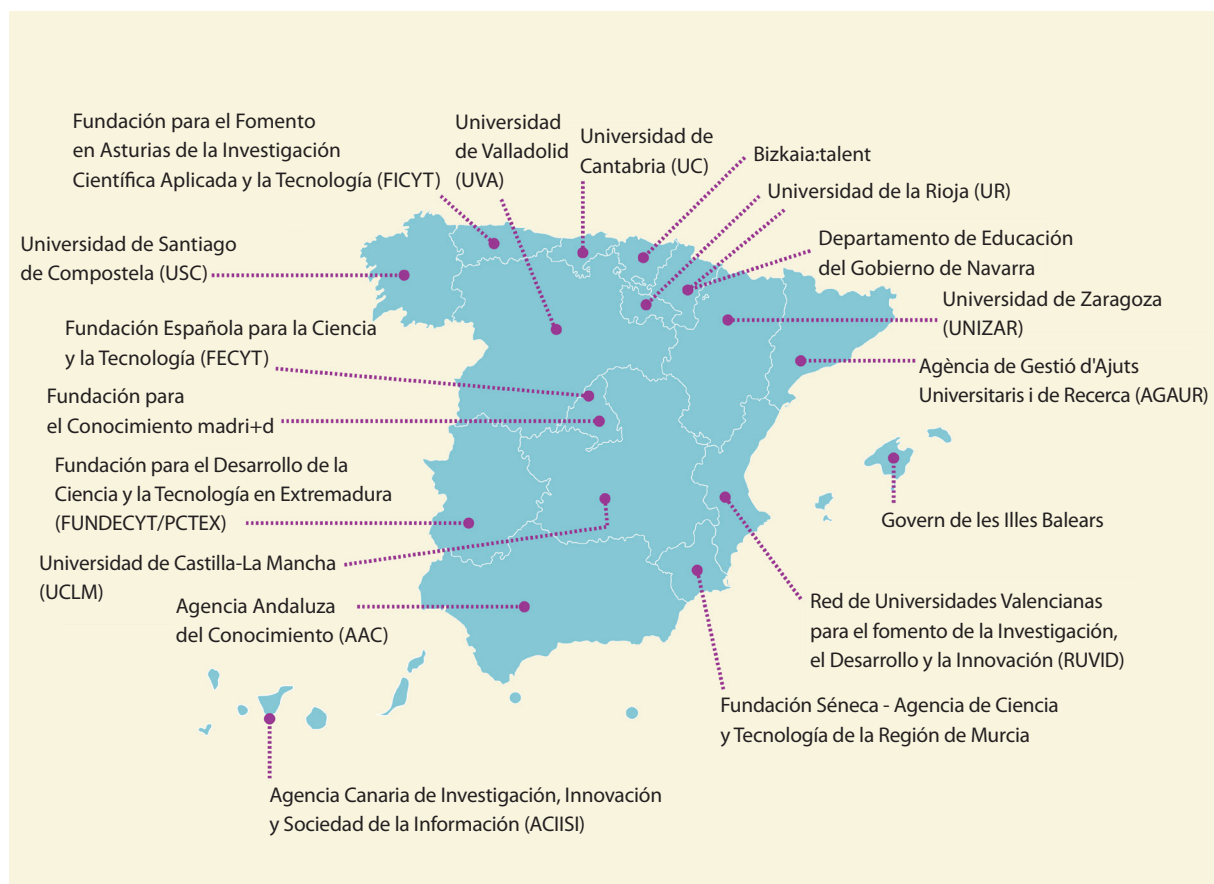 Fundación para el Fomento
en Asturias de la Investigación
Científica Aplicada y la Tecnología (FICYT)
Universidad
de Valladolid
(UVA)
Universidad de
Cantabria (UC)
Bizkaia:talent
Universidad de la Rioja (UR)
Departamento de Educación
del Gobierno de Navarra
Universidad de Santiago
de Compostela (USC)
Universidad de Zaragoza
(UNIZAR)
Fundación Española para la Ciencia
y la Tecnología (FECYT)
Agència de Gestió d'Ajuts
Universitaris i de Recerca (AGAUR)
Fundación para
el Conocimiento madri+d
Fundación para el Desarrollo de la
Ciencia y la Tecnología en Extremadura
(FUNDECYT/PCTEX)
Govern de les Illes Balears
Universidad de Castilla-La Mancha
(UCLM)
Agencia Andaluza
del Conocimiento (AAC)
Red de Universidades Valencianas
para el fomento de la Investigación,
el Desarrollo y la Innovación (RUVID)
Fundación Séneca - Agencia de Ciencia
y Tecnología de la Región de Murcia
Agencia Canaria de Investigación, Innovación
y Sociedad de la Información (ACIISI)